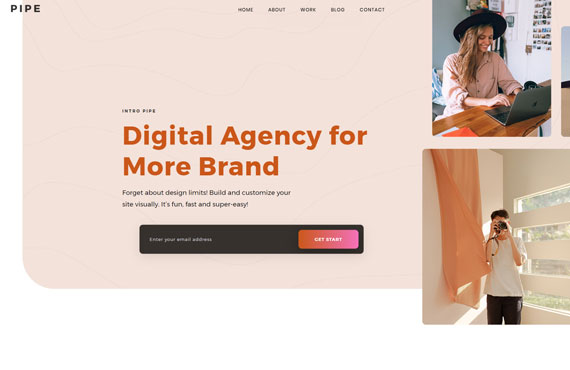 PIPE
HOME ABOUT WORK BLOG CONTACT
INTRO PIPE
Digital Agency for
More Brand
Forget about design limits! Build and customize your
site visually. It's fun, fast and super-easy!
Enter your email address
GET START